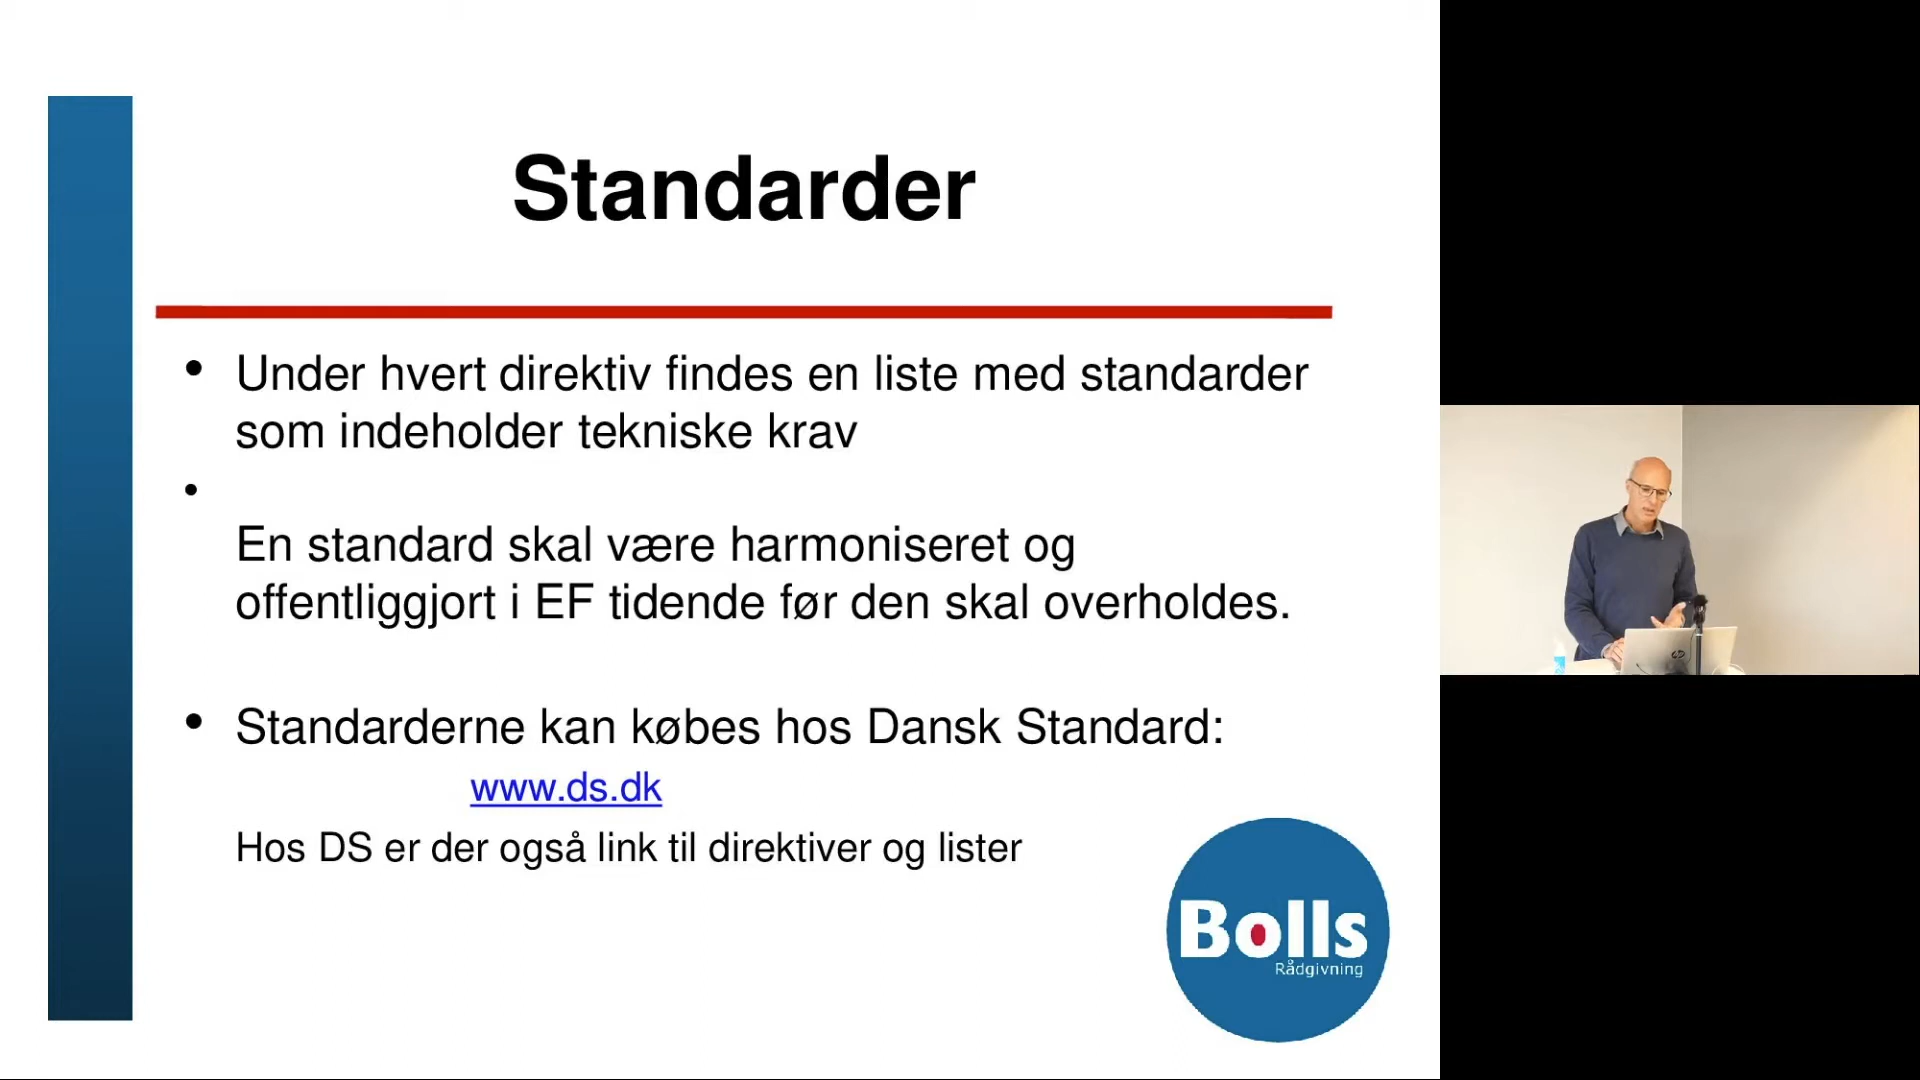 Standarder
• Under hvert direktiv findes en liste med standarder
som indeholder tekniske krav
•
En standard skal være harmoniseret og
offentliggjort i EF tidende før den skal overholdes.
• Standarderne kan købes hos Dansk Standard:
www.ds.dk
Hos DS er der også link til direktiver og lister
Bolls
Rådgivning
hp